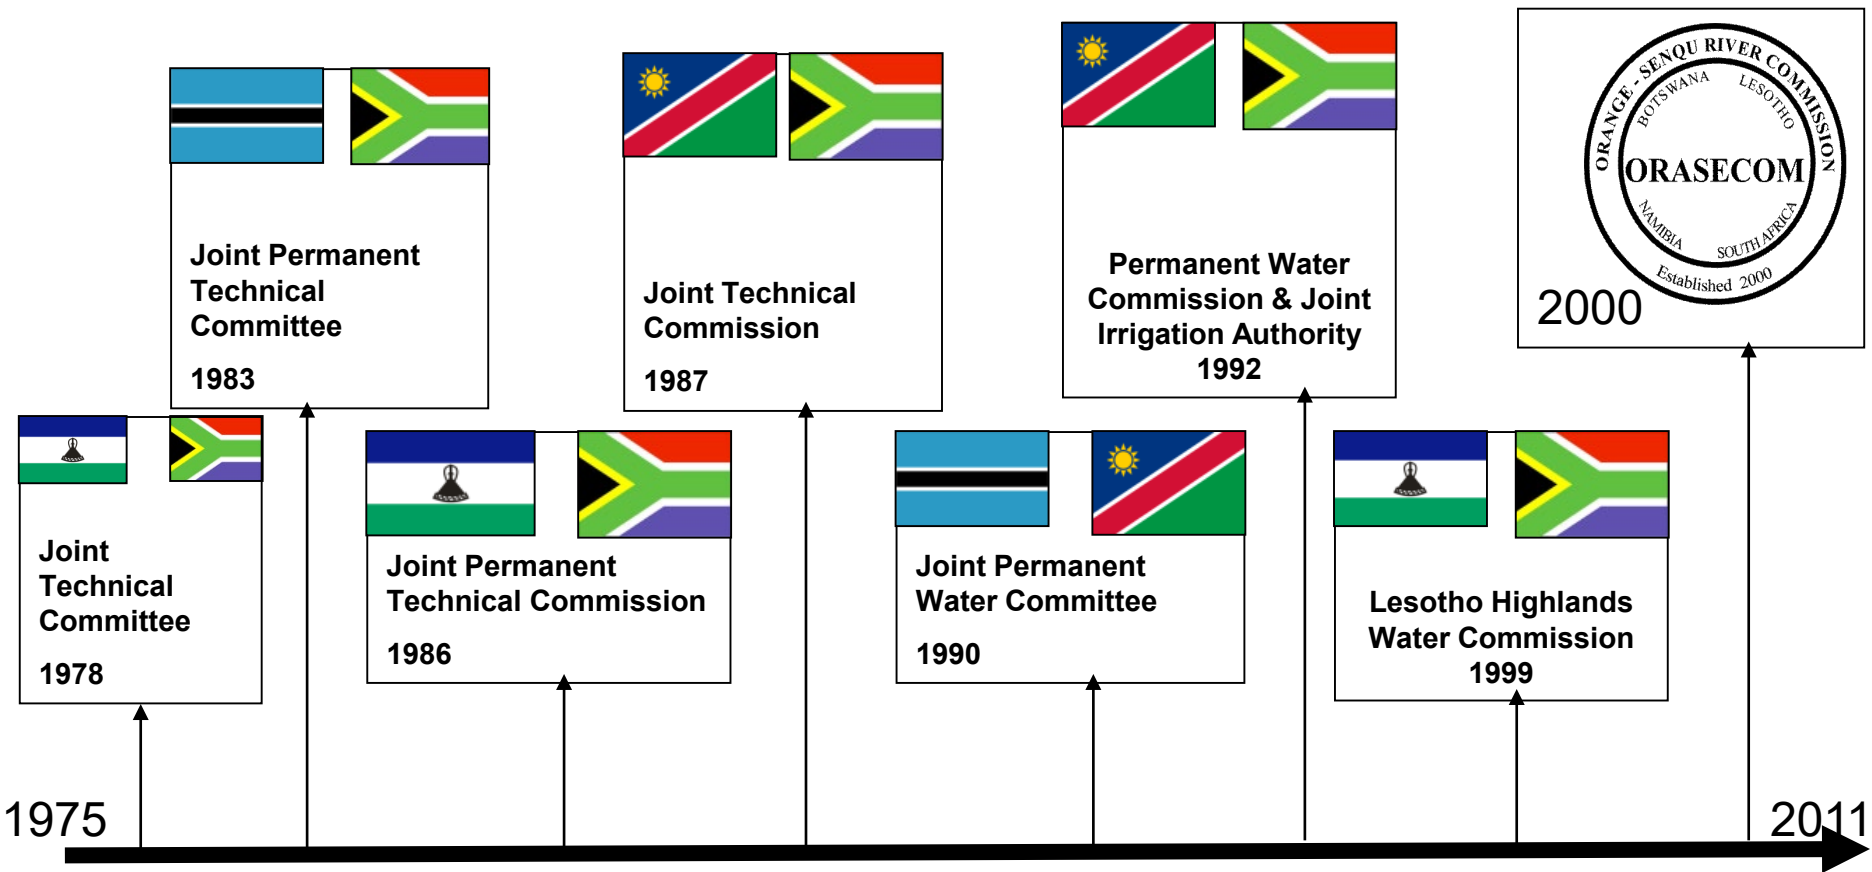 Joint Permanent
Technical
Committee
1983
Joint Technical
Commission
1987
Permanent Water
Commission & Joint
Irrigation Authority
1992
ORANGE - SENQU RIVER COMMISSION
BOTSWANA
LESOTHO
ORASECOM
NAMIBIA
SOUTH AFRICA
Established 2000
2000
Joint
Technical
Committee
1978
Joint Permanent
Technical Commission
1986
Joint Permanent
Water Committee
1990
Lesotho Highlands
Water Commission
1999
1975
2011